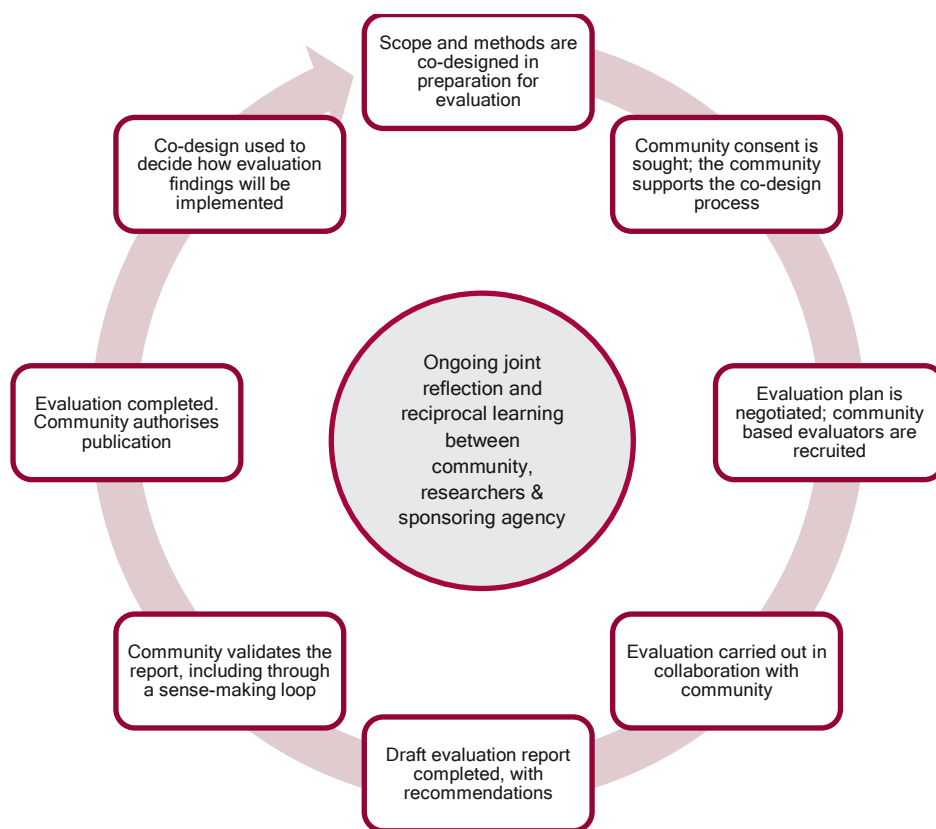 Scope and methods are
co-designed in
preparation for
evaluation
Community consent is
sought; the community
supports the co-design
process
Evaluation plan is
negotiated; community
based evaluators are
recruited
Evaluation carried out in
collaboration with
community
Draft evaluation report
completed, with
recommendations
Community validates the
report, including through
a sense-making loop
Evaluation completed.
Community authorises
publication
Co-design used to
decide how evaluation
findings will be
implemented
Ongoing joint
reflection and
reciprocal learning
between
community,
researchers &
sponsoring agency